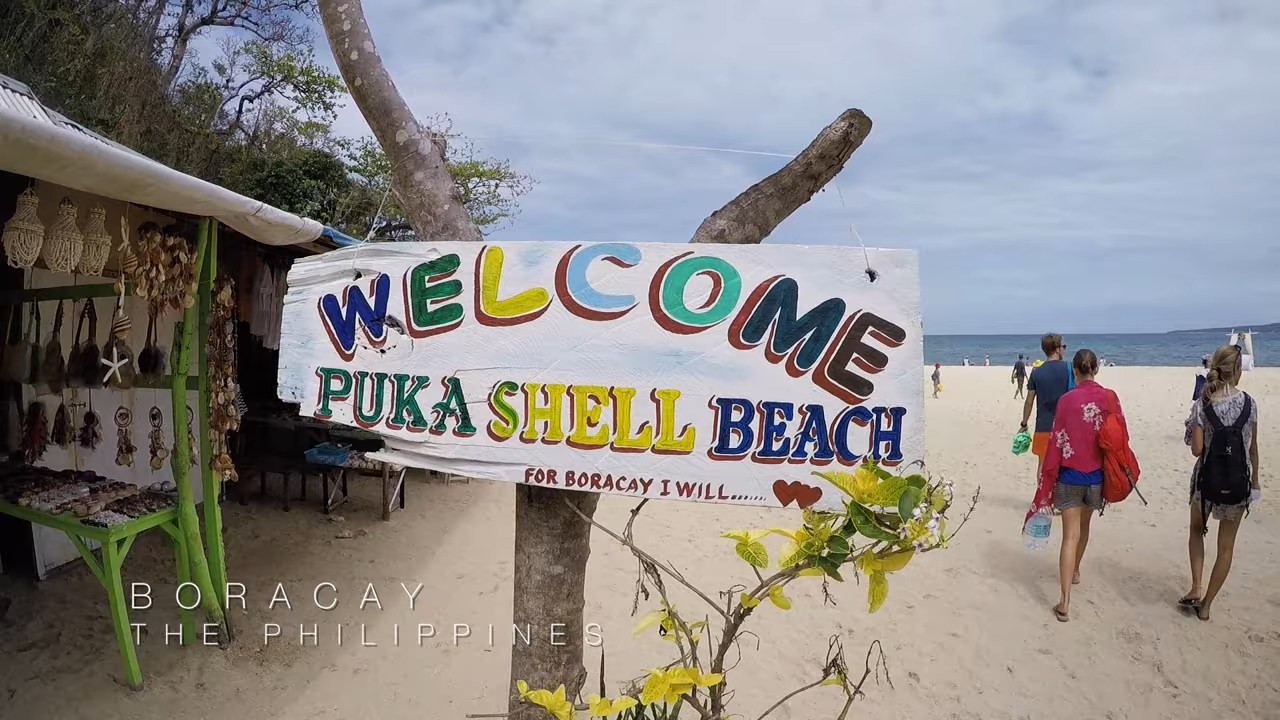 WELCOME
PUKA SHELL BEACH
FOR BORACAY I WILL......
BORACAY
THE PHILIPPINES